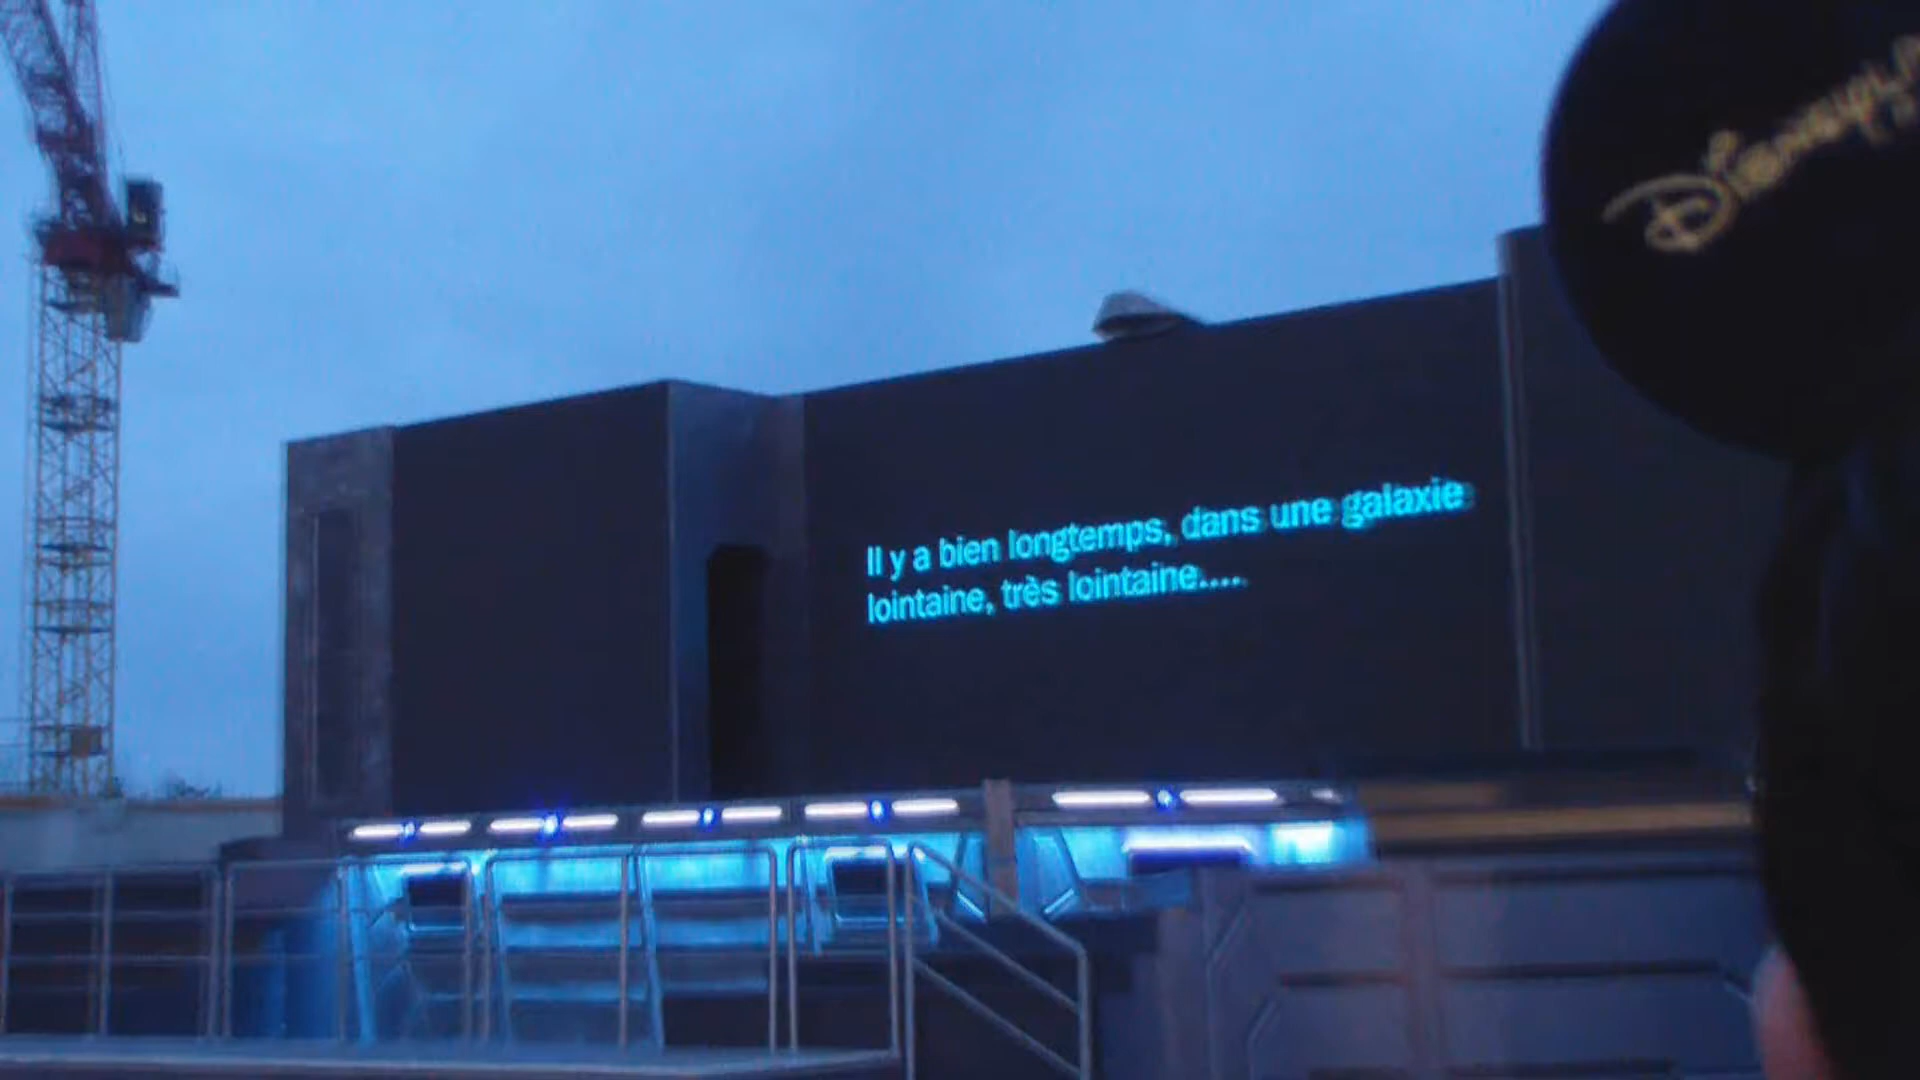 Il y a bien longtemps, dans une galaxie
lointaine, très lointaine....